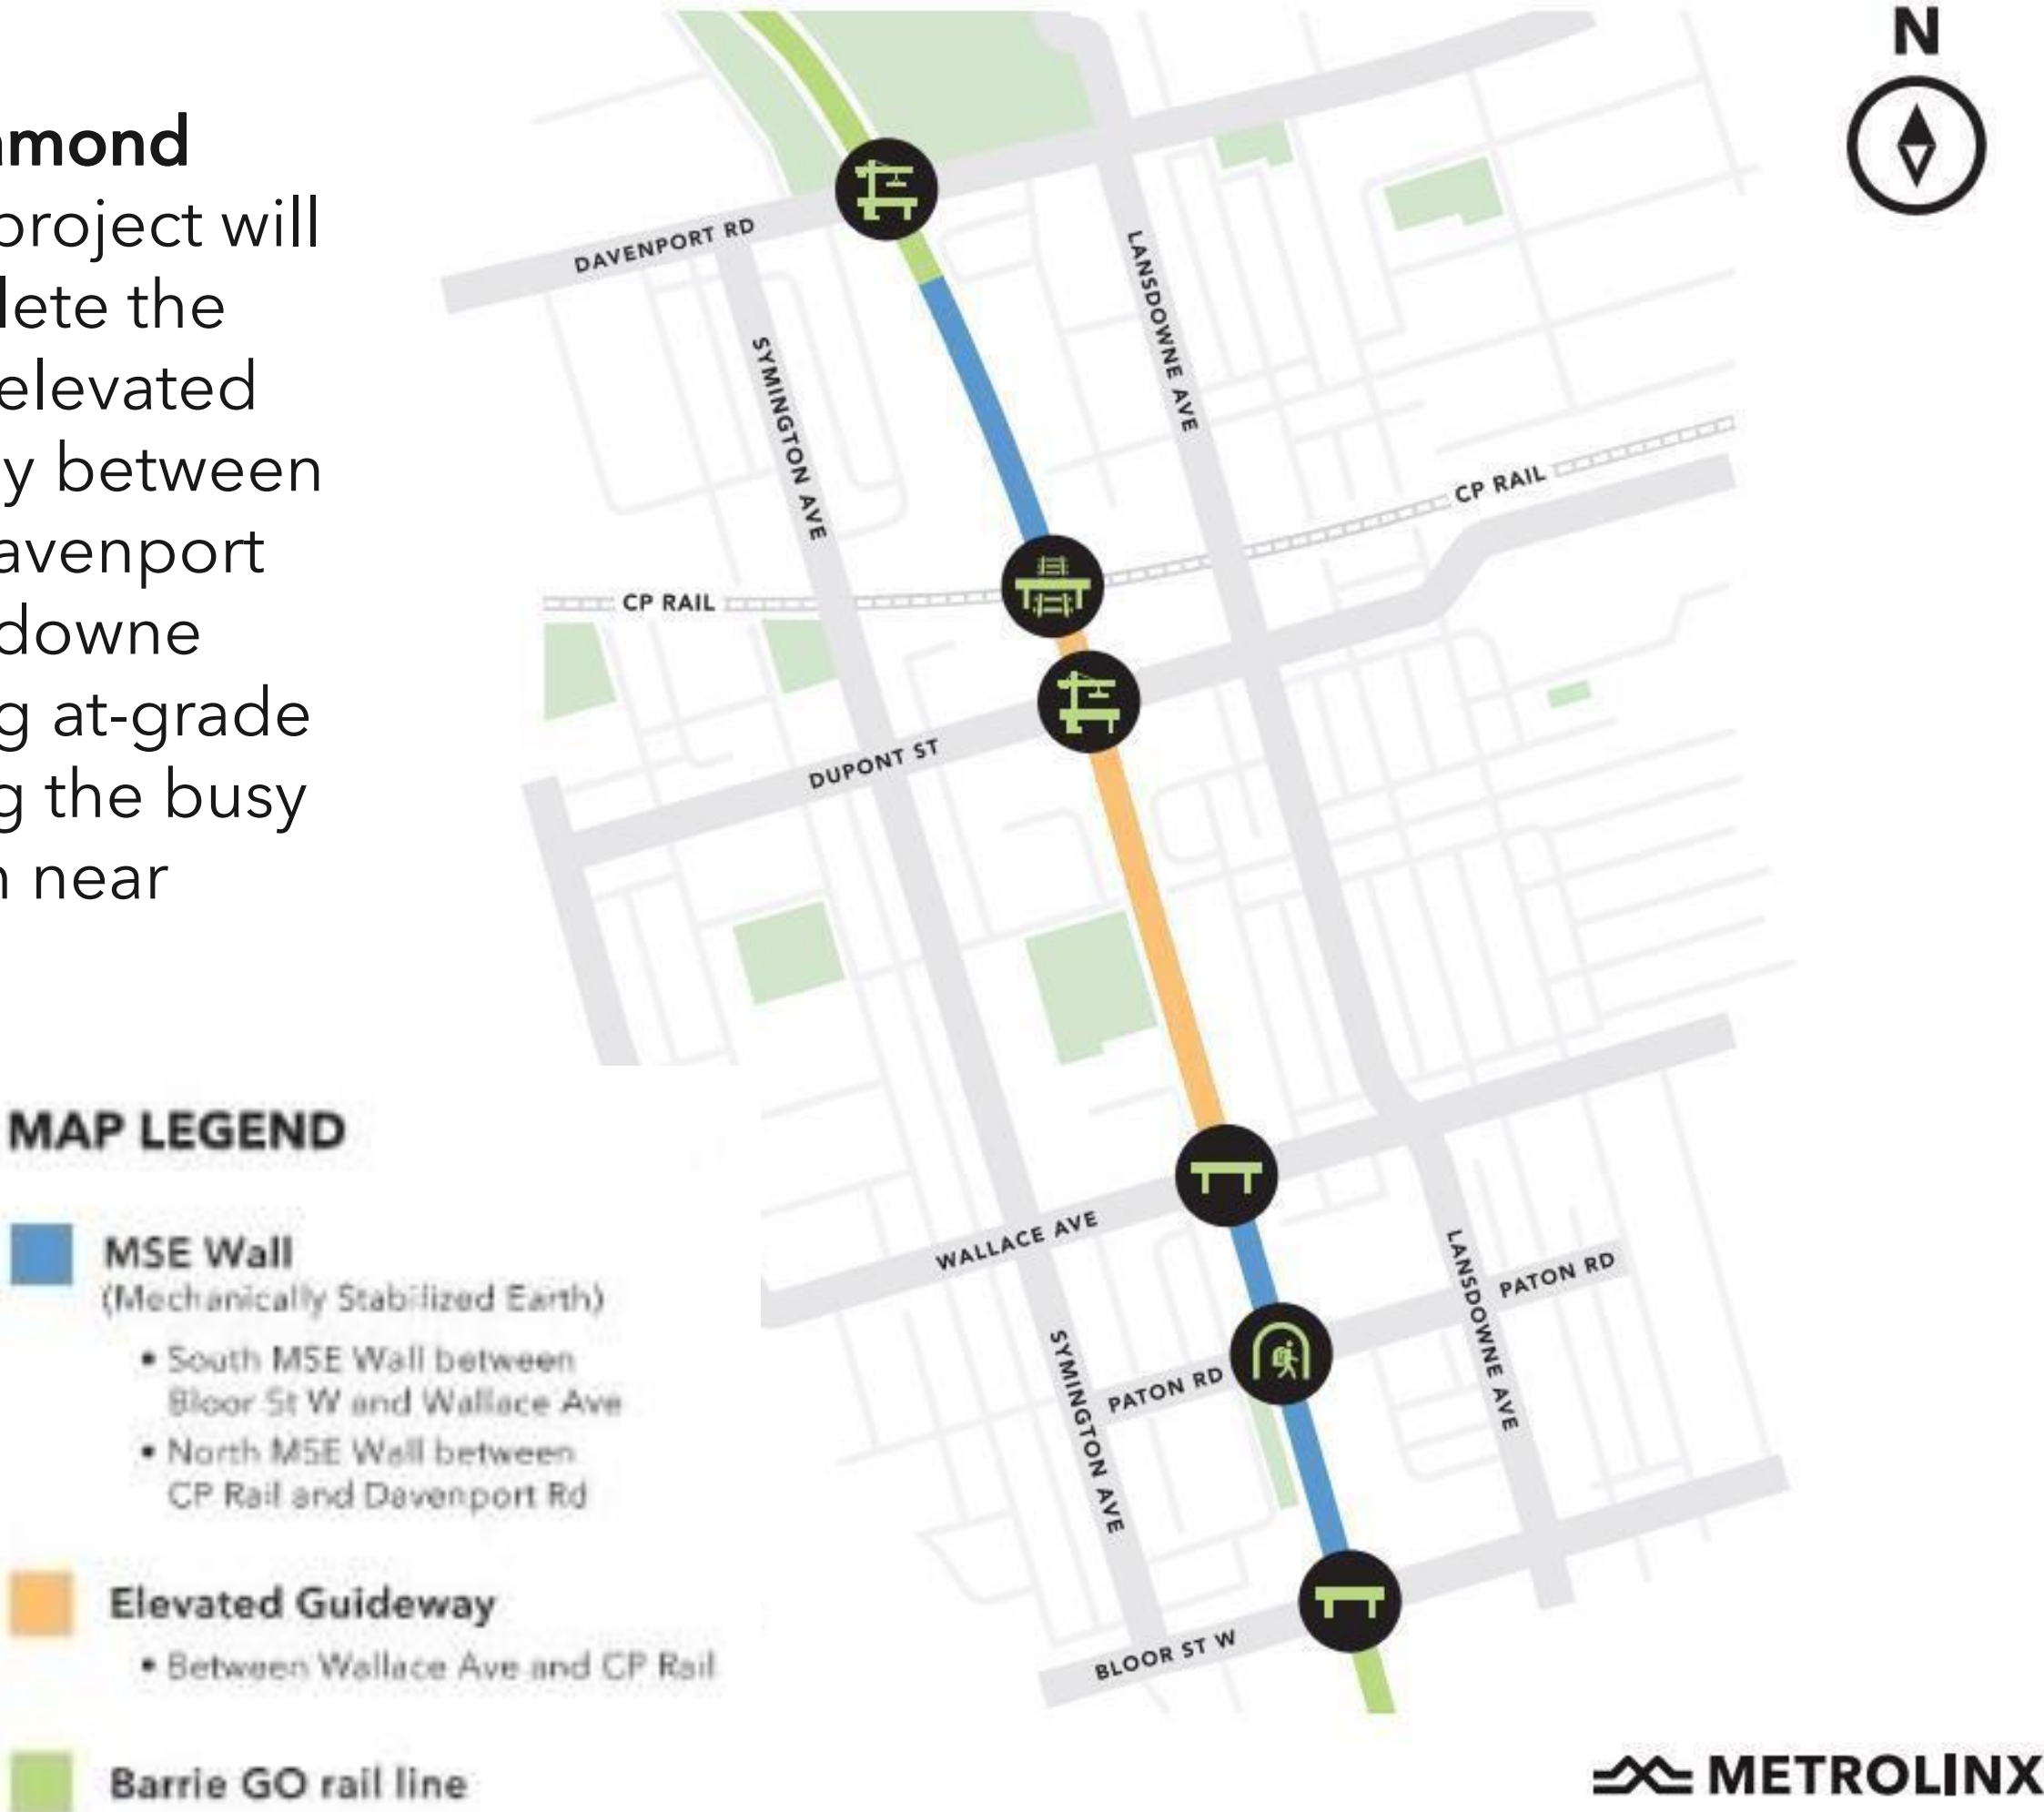 amond
project will
lete the
elevated
y between
avenport
downe
g at-grade
g the busy
n near
N
DAVENPORT RD
LANSDOWNE AVE
SYMINGTON AVE
CP RAIL
CP RAIL
DUPONT ST
WALLACE AVE
LANSDOWNE AVE
PATON RD
PATON RD
SYMINGTON AVE
BLOOR ST W
MAP LEGEND
MSE Wall
(Mechanically Stabilized Earth)
• South MSE Wall between
Bloor St W and Wallace Ave
• North MSE Wall between
CP Rail and Davenport Rd
Elevated Guideway
• Between Wallace Ave and CP Rail
Barrie GO rail line
METROLINX